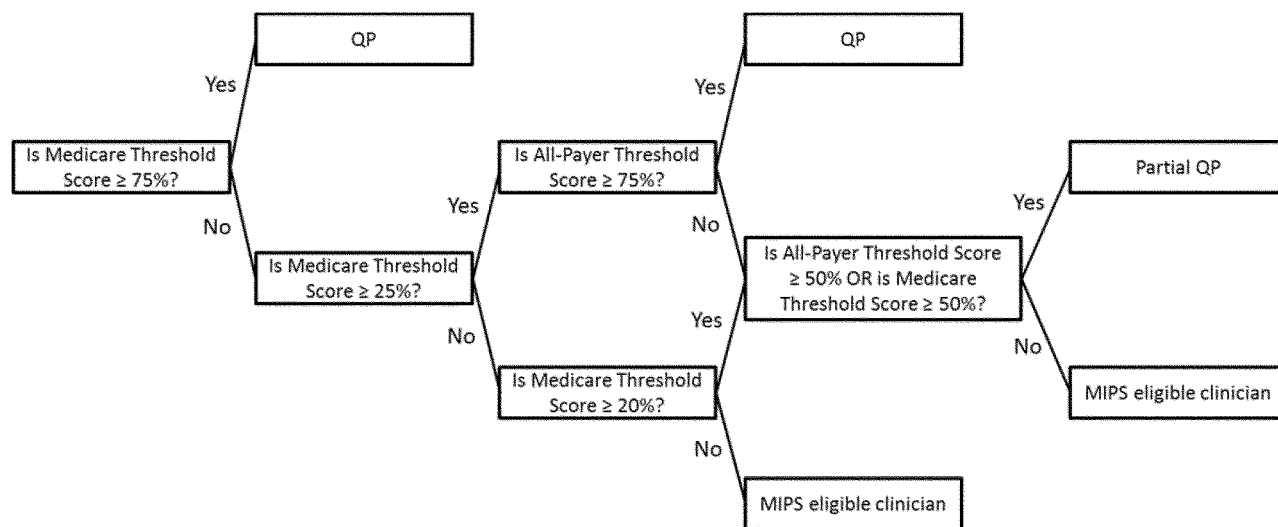 QP
QP
Yes
Yes
Is Medicare Threshold
Score ≥ 75%?
Is All-Payer Threshold
Score ≥ 75%?
Partial QP
Yes
Yes
No
No
Is Medicare Threshold
Score ≥ 25%?
Is All-Payer Threshold Score
≥ 50% OR is Medicare
Threshold Score ≥ 50%?
Yes
No
No
Is Medicare Threshold
Score ≥ 20%?
MIPS eligible clinician
No
MIPS eligible clinician